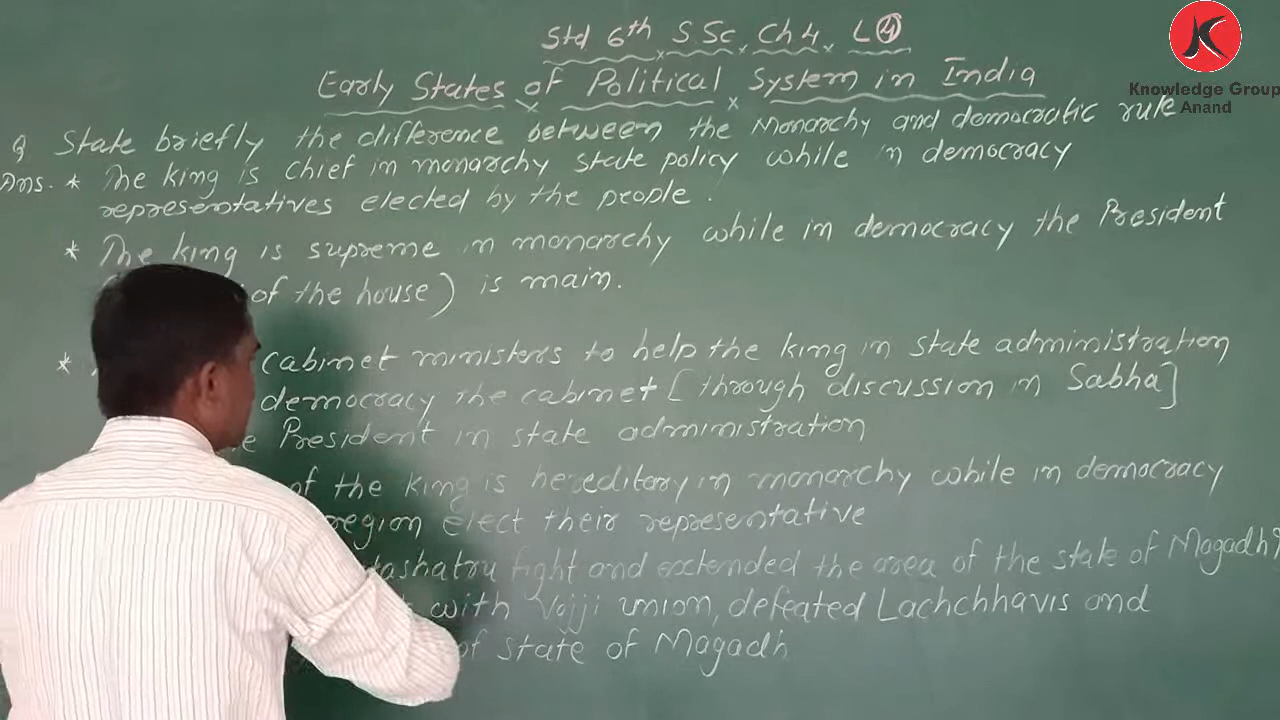 Std 6th S.Sc Ch 4 L 4
Knowledge Group
Anand
Early States of Political System in India
Q State briefly the difference between the Monarchy and democratic rule
Ans. * The king is chief in monarchy state policy while in democracy
representatives elected by the people.
* The king is supreme in monarchy while in democracy the President
of the house) is main.
* cabinet ministers to help the king in state administration
democracy the cabinet [through discussion in Sabha]
President in state administration
of the king is hereditary in monarchy while in democracy
region elect their representative
tashatru fight and extended the area of the state of Magadh?
with Vajji union, defeated Lachchhavis and
of state of Magadh